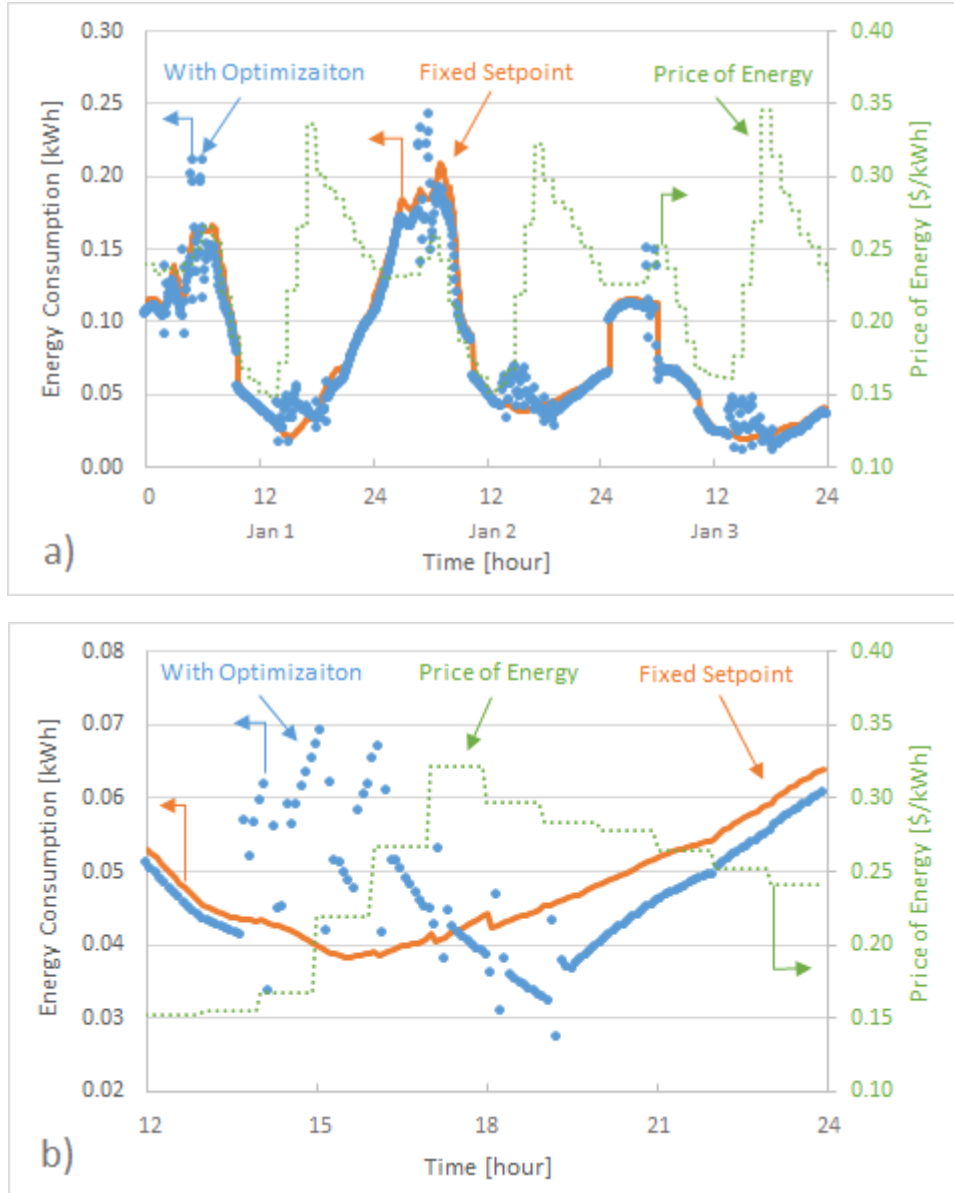 0.30
0.25
0.20
0.15
0.10
0.05
0.00
Energy Consumption [kWh]
With Optimizaiton
Fixed Setpoint
Price of Energy
0.40
0.35
0.30
0.25
0.20
0.15
0.10
Price of Energy [$/kWh]
0 12 24 12 24 12 24
Jan 1 Jan 2 Jan 3
Time [hour]
a)
0.08
0.07
0.06
0.05
0.04
0.03
0.02
Energy Consumption [kWh]
With Optimizaiton
Price of Energy
Fixed Setpoint
0.40
0.35
0.30
0.25
0.20
0.15
0.10
Price of Energy [$/kWh]
12 15 18 21 24
Time [hour]
b)